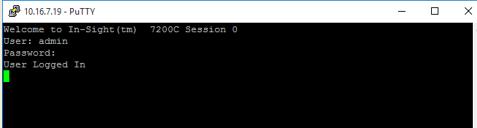 10.16.7.19 - PuTTY
Welcome to In-Sight(tm)  7200C Session 0
User: admin
Password:
User Logged In